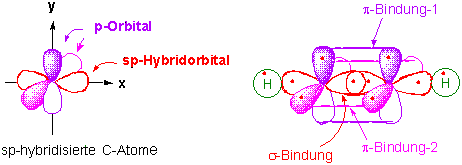 y
p-Orbital
sp-Hybridorbital
x
sp-hybridisierte C-Atome
π-Bindung-1
H
H
π-Bindung-2
σ-Bindung